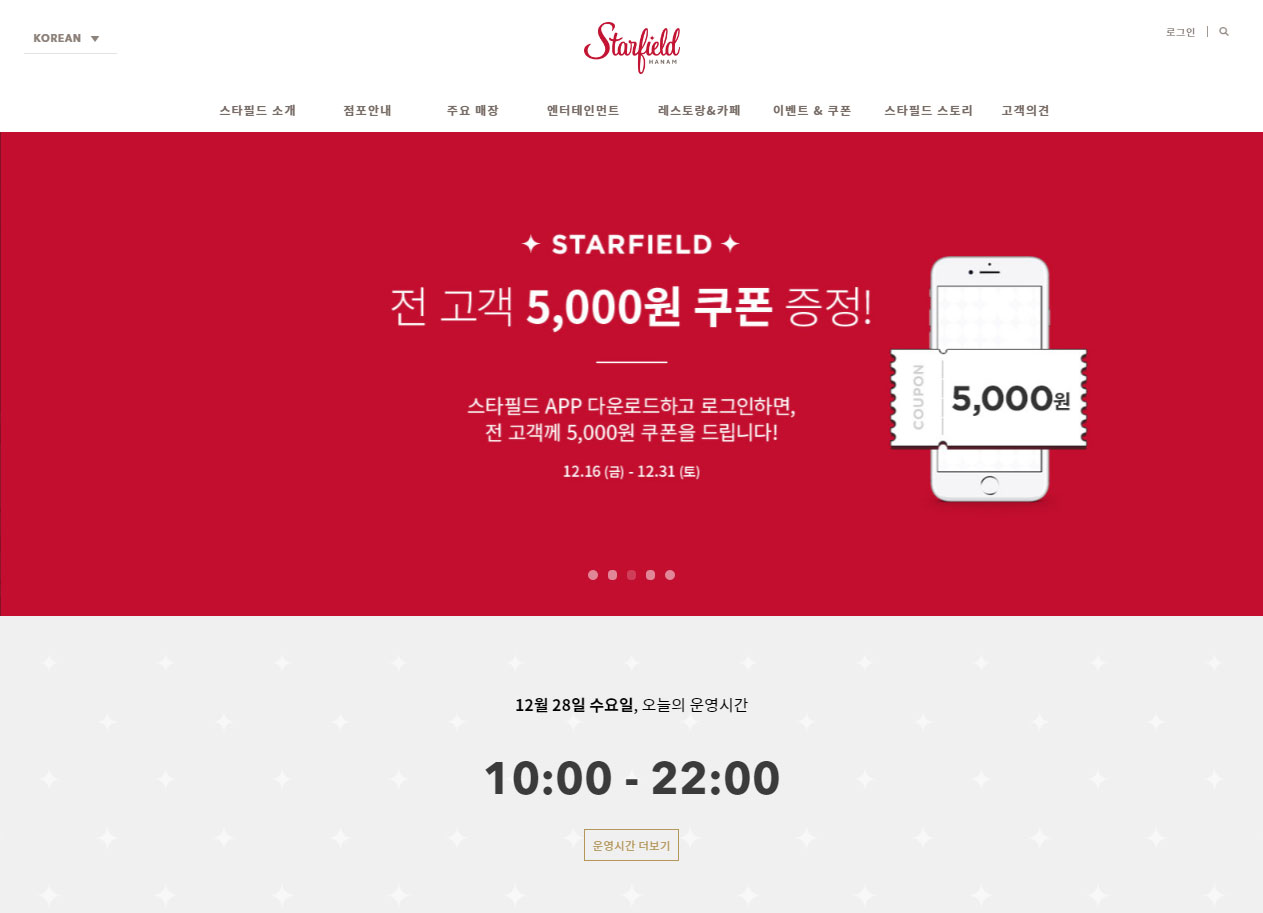 KOREAN
Starfield
HANAM
로그인
스타필드 소개 점포안내 주요 매장 엔터테인먼트 레스토랑&카페 이벤트 & 쿠폰 스타필드 스토리 고객의견
STARFIELD
전 고객 5,000원 쿠폰 증정!
스타필드 APP 다운로드하고 로그인하면,
전 고객께 5,000원 쿠폰을 드립니다!
12.16 (금) - 12.31 (토)
COUPON
5,000원
12월 28일 수요일, 오늘의 운영시간
10:00 - 22:00
운영시간 더보기